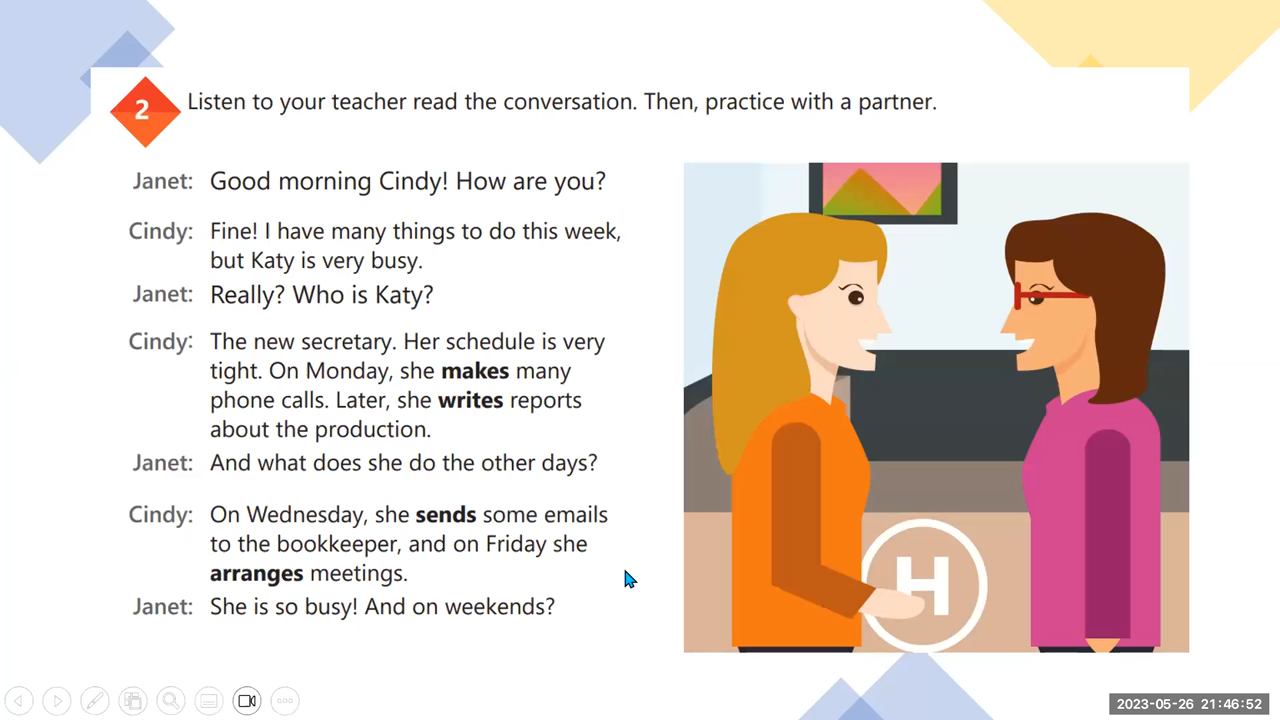 2
Listen to your teacher read the conversation. Then, practice with a partner.
Janet: Good morning Cindy! How are you?
Cindy: Fine! I have many things to do this week,
but Katy is very busy.
Janet: Really? Who is Katy?
Cindy: The new secretary. Her schedule is very
tight. On Monday, she makes many
phone calls. Later, she writes reports
about the production.
Janet: And what does she do the other days?
Cindy: On Wednesday, she sends some emails
to the bookkeeper, and on Friday she
arranges meetings.
Janet: She is so busy! And on weekends?
H
2023-05-26 21:46:52